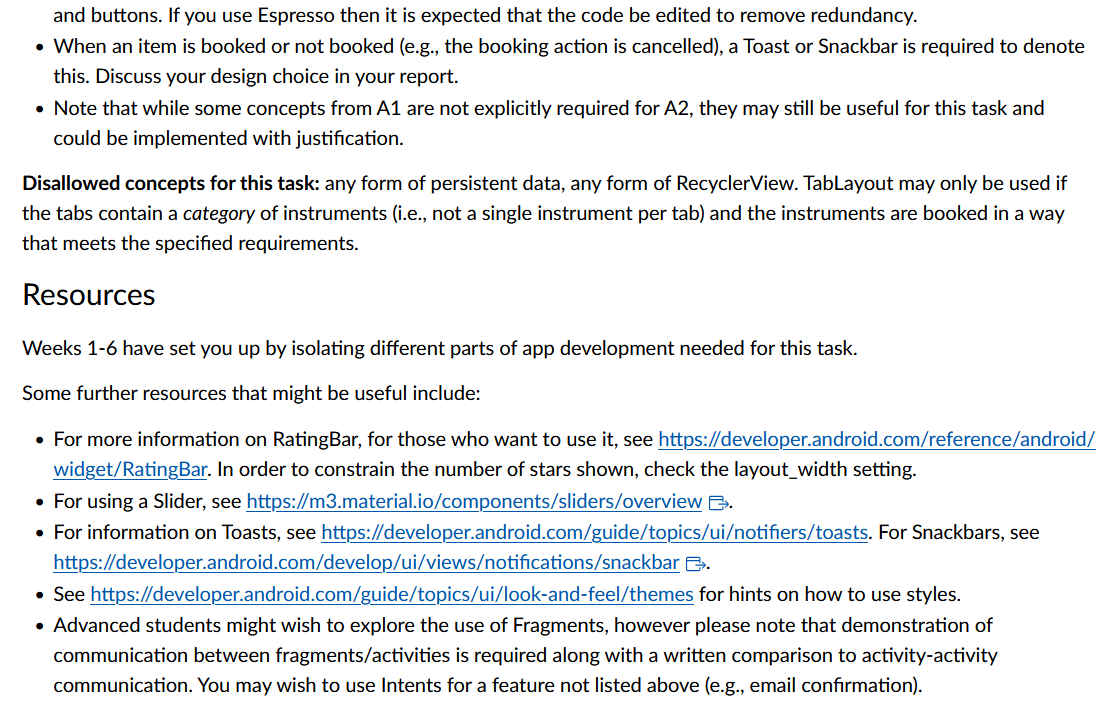 and buttons. If you use Espresso then it is expected that the code be edited to remove redundancy.
• When an item is booked or not booked (e.g., the booking action is cancelled), a Toast or Snackbar is required to denote
this. Discuss your design choice in your report.
• Note that while some concepts from A1 are not explicitly required for A2, they may still be useful for this task and
could be implemented with justification.
Disallowed concepts for this task: any form of persistent data, any form of RecyclerView. TabLayout may only be used if
the tabs contain a category of instruments (i.e., not a single instrument per tab) and the instruments are booked in a way
that meets the specified requirements.
Resources
Weeks 1-6 have set you up by isolating different parts of app development needed for this task.
Some further resources that might be useful include:
• For more information on RatingBar, for those who want to use it, see https://developer.android.com/reference/android/
widget/RatingBar. In order to constrain the number of stars shown, check the layout_width setting.
• For using a Slider, see https://m3.material.io/components/sliders/overview.
• For information on Toasts, see https://developer.android.com/guide/topics/ui/notifiers/toasts. For Snackbars, see
https://developer.android.com/develop/ui/views/notifications/snackbar.
• See https://developer.android.com/guide/topics/ui/look-and-feel/themes for hints on how to use styles.
• Advanced students might wish to explore the use of Fragments, however please note that demonstration of
communication between fragments/activities is required along with a written comparison to activity-activity
communication. You may wish to use Intents for a feature not listed above (e.g., email confirmation).